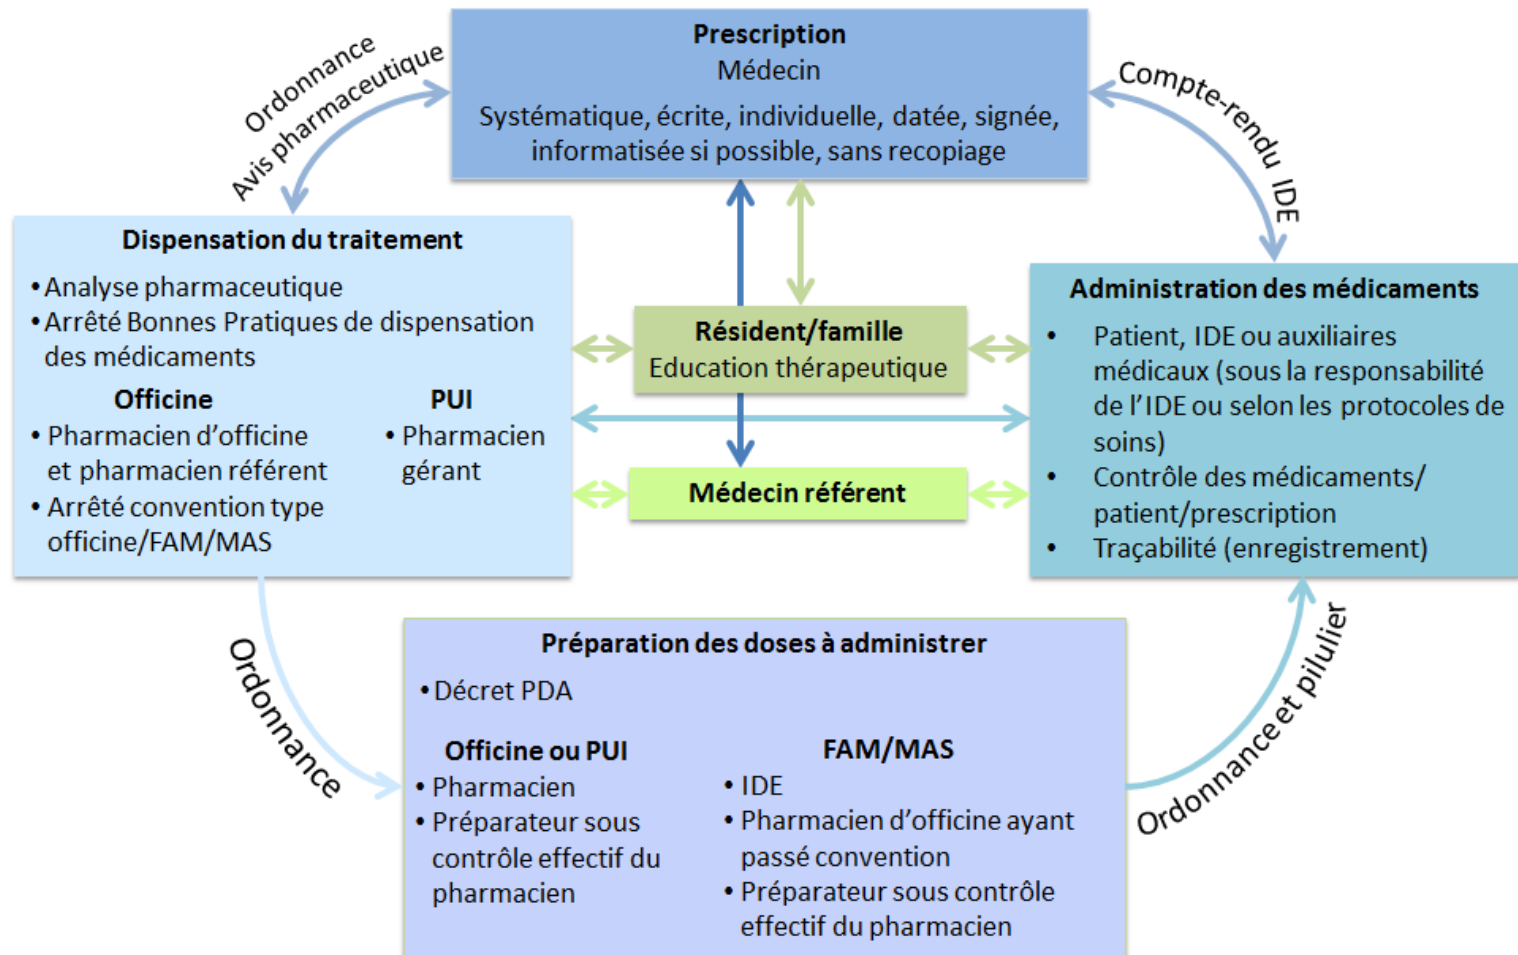 Prescription
Médecin
Systématique, écrite, individuelle, datée, signée,
informatisée si possible, sans recopiage
Ordonnance
Avis pharmaceutique
Compte-rendu IDE
Dispensation du traitement
• Analyse pharmaceutique
• Arrêté Bonnes Pratiques de dispensation
des médicaments
Officine
• Pharmacien d'officine
et pharmacien référent
• Arrêté convention type
officine/FAM/MAS
PUI
• Pharmacien
gérant
Résident/famille
Education thérapeutique
Médecin référent
Administration des médicaments
• Patient, IDE ou auxiliaires
médicaux (sous la responsabilité
de l'IDE ou selon les protocoles de
soins)
• Contrôle des médicaments/
patient/prescription
• Traçabilité (enregistrement)
Ordonnance
Préparation des doses à administrer
• Décret PDA
Officine ou PUI
• Pharmacien
• Préparateur sous
contrôle effectif du
pharmacien
FAM/MAS
• IDE
• Pharmacien d'officine ayant
passé convention
• Préparateur sous contrôle
effectif du pharmacien
Ordonnance et pilulier